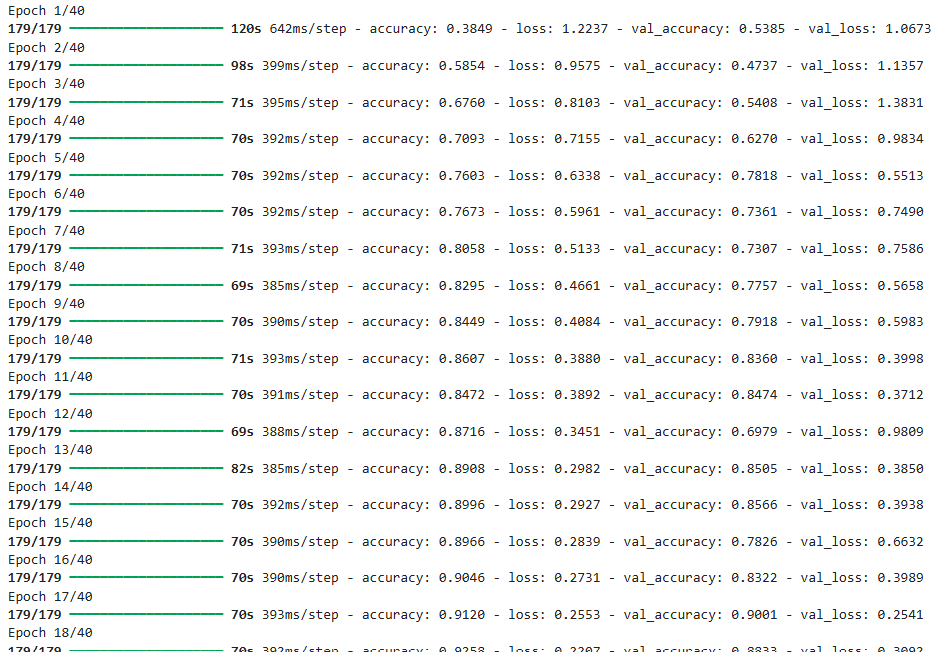 Epoch 1/40
179/179 120s 642ms/step - accuracy: 0.3849 - loss: 1.2237 - val_accuracy: 0.5385 - val_loss: 1.0673
Epoch 2/40
179/179 98s 399ms/step - accuracy: 0.5854 - loss: 0.9575 - val_accuracy: 0.4737 - val_loss: 1.1357
Epoch 3/40
179/179 71s 395ms/step - accuracy: 0.6760 - loss: 0.8103 - val_accuracy: 0.5408 - val_loss: 1.3831
Epoch 4/40
179/179 70s 392ms/step - accuracy: 0.7093 - loss: 0.7155 - val_accuracy: 0.6270 - val_loss: 0.9834
Epoch 5/40
179/179 70s 392ms/step - accuracy: 0.7603 - loss: 0.6338 - val_accuracy: 0.7818 - val_loss: 0.5513
Epoch 6/40
179/179 70s 392ms/step - accuracy: 0.7673 - loss: 0.5961 - val_accuracy: 0.7361 - val_loss: 0.7490
Epoch 7/40
179/179 71s 393ms/step - accuracy: 0.8058 - loss: 0.5133 - val_accuracy: 0.7307 - val_loss: 0.7586
Epoch 8/40
179/179 69s 385ms/step - accuracy: 0.8295 - loss: 0.4661 - val_accuracy: 0.7757 - val_loss: 0.5658
Epoch 9/40
179/179 70s 390ms/step - accuracy: 0.8449 - loss: 0.4084 - val_accuracy: 0.7918 - val_loss: 0.5983
Epoch 10/40
179/179 71s 393ms/step - accuracy: 0.8607 - loss: 0.3880 - val_accuracy: 0.8360 - val_loss: 0.3998
Epoch 11/40
179/179 70s 391ms/step - accuracy: 0.8472 - loss: 0.3892 - val_accuracy: 0.8474 - val_loss: 0.3712
Epoch 12/40
179/179 69s 388ms/step - accuracy: 0.8716 - loss: 0.3451 - val_accuracy: 0.6979 - val_loss: 0.9809
Epoch 13/40
179/179 82s 385ms/step - accuracy: 0.8908 - loss: 0.2982 - val_accuracy: 0.8505 - val_loss: 0.3850
Epoch 14/40
179/179 70s 392ms/step - accuracy: 0.8996 - loss: 0.2927 - val_accuracy: 0.8566 - val_loss: 0.3938
Epoch 15/40
179/179 70s 390ms/step - accuracy: 0.8966 - loss: 0.2839 - val_accuracy: 0.7826 - val_loss: 0.6632
Epoch 16/40
179/179 70s 390ms/step - accuracy: 0.9046 - loss: 0.2731 - val_accuracy: 0.8322 - val_loss: 0.3989
Epoch 17/40
179/179 70s 393ms/step - accuracy: 0.9120 - loss: 0.2553 - val_accuracy: 0.9001 - val_loss: 0.2541
Epoch 18/40
179/179 70s 392ms/step - accuracy: 0.9258 - loss: 0.2207 - val_accuracy: 0.8833 - val_loss: